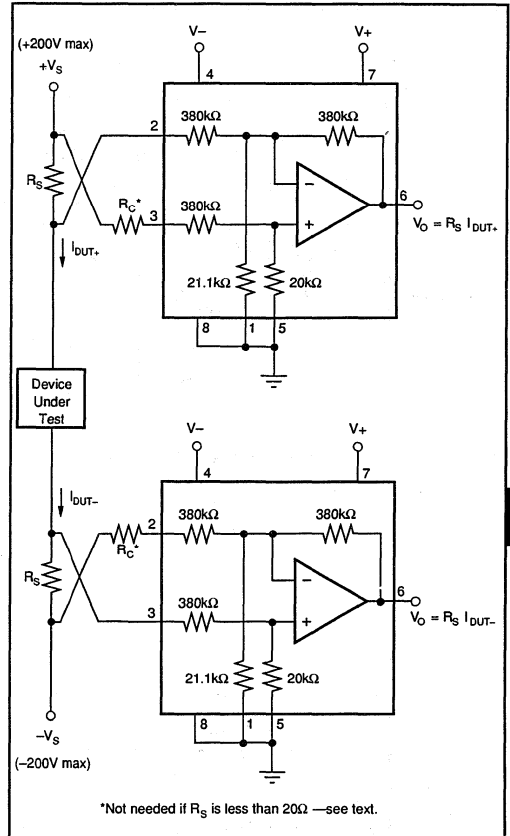 V– V+
(+200V max)
+VS
4 7
380kΩ 380kΩ
2
–
RS
RC* 3 380kΩ
+
6
VO = RS IDUT+
IDUT+
21.1kΩ 20kΩ
8 1 5
Device
Under
Test
V– V+
4 7
IDUT–
380kΩ 380kΩ
2
RC*
–
RS
380kΩ
3
+
6
VO = RS IDUT–
21.1kΩ 20kΩ
8 1 5
–VS
(–200V max)
*Not needed if RS is less than 20Ω —see text.